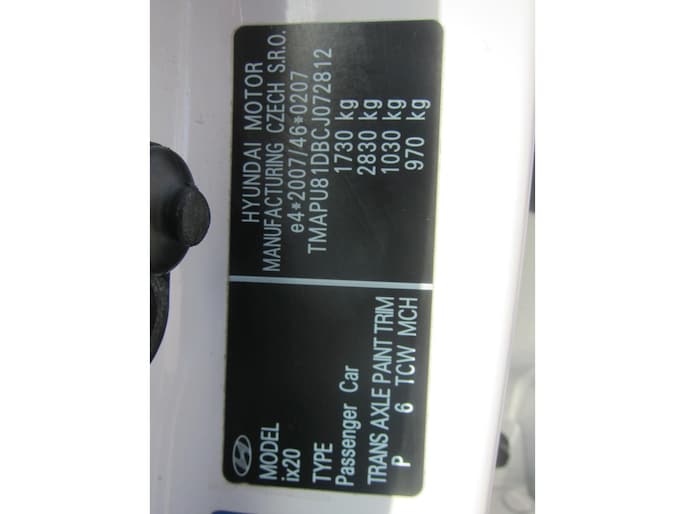 MODEL
ix20
TYPE
Passenger Car
TRANS AXLE PAINT TRIM
P 6 TCW MCH
HYUNDAI MOTOR
MANUFACTURING CZECH S.R.O.
e4*2007/46*0207
TMAPU81DBCJ072812
1730 kg
2830 kg
1030 kg
970 kg